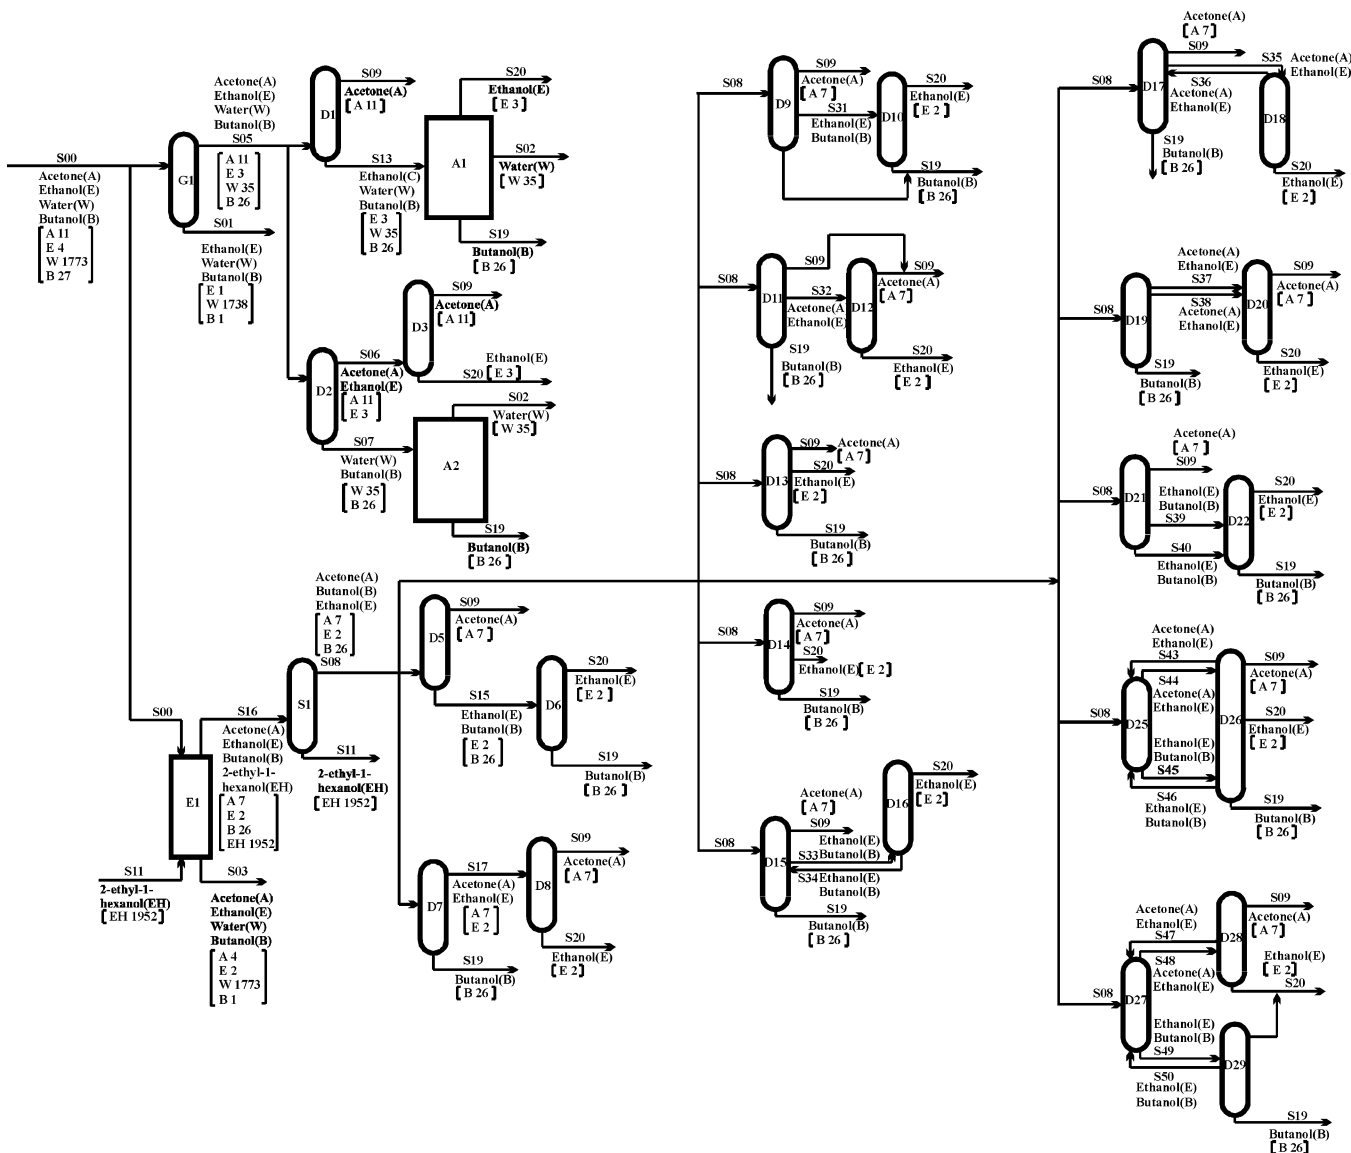 S00
Acetone(A)
Ethanol(E)
Water(W)
Butanol(B)
A 11
E 4
W 1773
B 27
G1
Acetone(A)
Ethanol(E)
Water(W)
Butanol(B)
S05
A 11
E 3
W 35
B 26
S01
Ethanol(E)
Water(W)
Butanol(B)
E 1
W 1738
B 1
D1
S09
Acetone(A)
[A 11]
S13
Ethanol(C)
Water(W)
Butanol(B)
E 3
W 35
B 26
A1
S20
Ethanol(E)
[E 3]
S02
Water(W)
[W 35]
S19
Butanol(B)
[B 26]
D2
S06
Acetone(A)
Ethanol(E)
A 11
E 3
D3
S09
Acetone(A)
[A 11]
Ethanol(E)
S20 [E 3]
S07
Water(W)
Butanol(B)
W 35
B 26
A2
S02
Water(W)
[W 35]
S19
Butanol(B)
[B 26]
S00
E1
S11
2-ethyl-1-
hexanol(EH)
[EH 1952]
S16
Acetone(A)
Ethanol(E)
Butanol(B)
2-ethyl-1-
hexanol(EH)
A 7
E 2
B 26
EH 1952
S03
Acetone(A)
Ethanol(E)
Water(W)
Butanol(B)
A 4
E 2
W 1773
B 1
S1
Acetone(A)
Butanol(B)
Ethanol(E)
A 7
E 2
B 26
S08
S11
2-ethyl-1-
hexanol(EH)
[EH 1952]
D5
S09
Acetone(A)
[A 7]
S15
Ethanol(E)
Butanol(B)
E 2
B 26
D6
S20
Ethanol(E)
[E 2]
S19
Butanol(B)
[B 26]
D7
S17
Acetone(A)
Ethanol(E)
A 7
E 2
D8
S09
Acetone(A)
[A 7]
S20
Ethanol(E)
[E 2]
S19
Butanol(B)
[B 26]
S08
D9
S09
Acetone(A)
[A 7]
S31
Ethanol(E)
Butanol(B)
D10
S20
Ethanol(E)
[E 2]
S19
Butanol(B)
[B 26]
S08
D11
S09
S32
Acetone(A
Ethanol(E)
D12
S09
Acetone(A)
[A 7]
S20
Ethanol(E)
[E 2]
S19
Butanol(B)
[B 26]
S08
D13
S09
Acetone(A)
[A 7]
S20
Ethanol(E)
[E 2]
S19
Butanol(B)
[B 26]
S08
D14
S09
Acetone(A)
[A 7]
S20
Ethanol(E)[E 2]
S19
Butanol(B)
[B 26]
S08
D15
Acetone(A)
[A 7]
S09
Ethanol(E)
S33 Butanol(B)
S34 Ethanol(E)
Butanol(B)
D16
S20
Ethanol(E)
[E 2]
S19
Butanol(B)
[B 26]
S08
D17
Acetone(A)
[A 7]
S09
S35
Acetone(A)
Ethanol(E)
S36
Acetone(A)
Ethanol(E)
D18
S19
Butanol(B)
[B 26]
S20
Ethanol(E)
[E 2]
S08
D19
Acetone(A)
Ethanol(E)
S37
S38
Acetone(A)
Ethanol(E)
D20
S09
Acetone(A)
[A 7]
S20
Ethanol(E)
[E 2]
S19
Butanol(B)
[B 26]
S08
D21
Acetone(A)
[A 7]
S09
Ethanol(E)
Butanol(B)
S39
S40
Ethanol(E)
Butanol(B)
D22
S20
Ethanol(E)
[E 2]
S19
Butanol(B)
[B 26]
S08
D25
Acetone(A)
Ethanol(E)
S43
S44
Acetone(A)
Ethanol(E)
Ethanol(E)
Butanol(B)
S45
S46
Ethanol(E)
Butanol(B)
D26
S09
Acetone(A)
[A 7]
S20
Ethanol(E)
[E 2]
S19
Butanol(B)
[B 26]
S08
D27
Acetone(A)
Ethanol(E)
S47
S48
Acetone(A)
Ethanol(E)
Ethanol(E)
Butanol(B)
S49
S50
Ethanol(E)
Butanol(B)
D28
S09
Acetone(A)
[A 7]
Ethanol(E)
[E 2]
S20
D29
S19
Butanol(B)
[B 26]